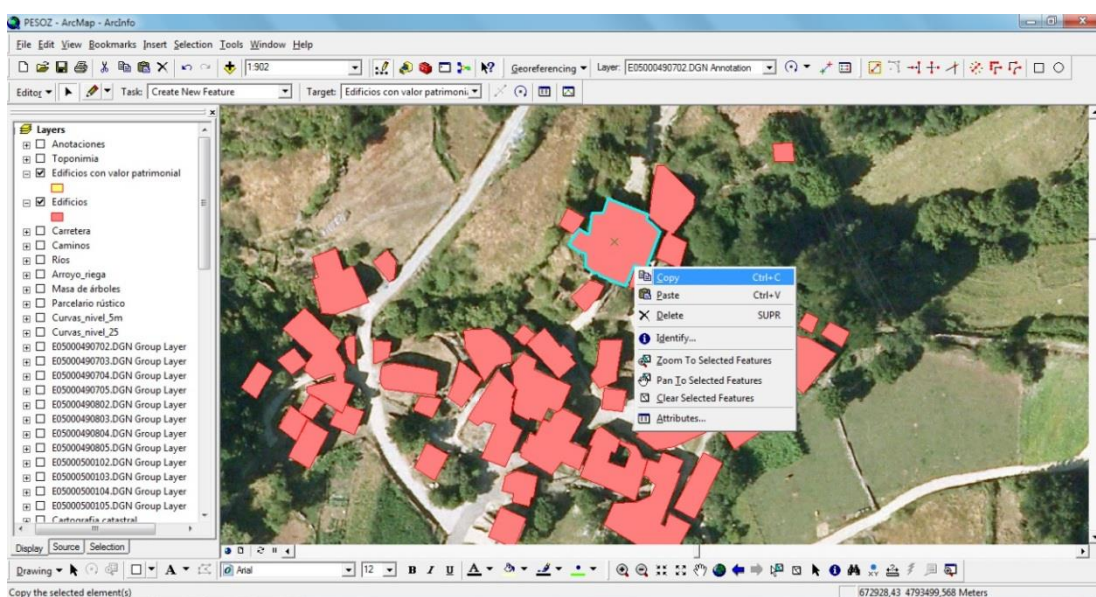 PESOZ - ArcMap - ArcInfo
File Edit View Bookmarks Insert Selection Tools Window Help
1:902 Georeferencing Layer: E05000490702.DGN Annotation
Editor Task: Create New Feature Target: Edificios con valor patrimoni
Layers
Anotaciones
Toponimia
Edificios con valor patrimonial
Edificios
Carretera
Caminos
Ríos
Arroyo_riega
Masa de árboles
Parcelario rústico
Curvas_nivel_5m
Curvas_nivel_25
E05000490702.DGN Group Layer
E05000490703.DGN Group Layer
E05000490704.DGN Group Layer
E05000490705.DGN Group Layer
E05000490802.DGN Group Layer
E05000490803.DGN Group Layer
E05000490804.DGN Group Layer
E05000490805.DGN Group Layer
E05000500102.DGN Group Layer
E05000500103.DGN Group Layer
E05000500104.DGN Group Layer
E05000500105.DGN Group Layer
Cartografía catastral
Copy Ctrl+C
Paste Ctrl+V
Delete SUPR
Identify...
Zoom To Selected Features
Pan To Selected Features
Clear Selected Features
Attributes...
Display Source Selection
Drawing A Arial 12 B I U A
Copy the selected element(s) 672928,43 4793499,568 Meters